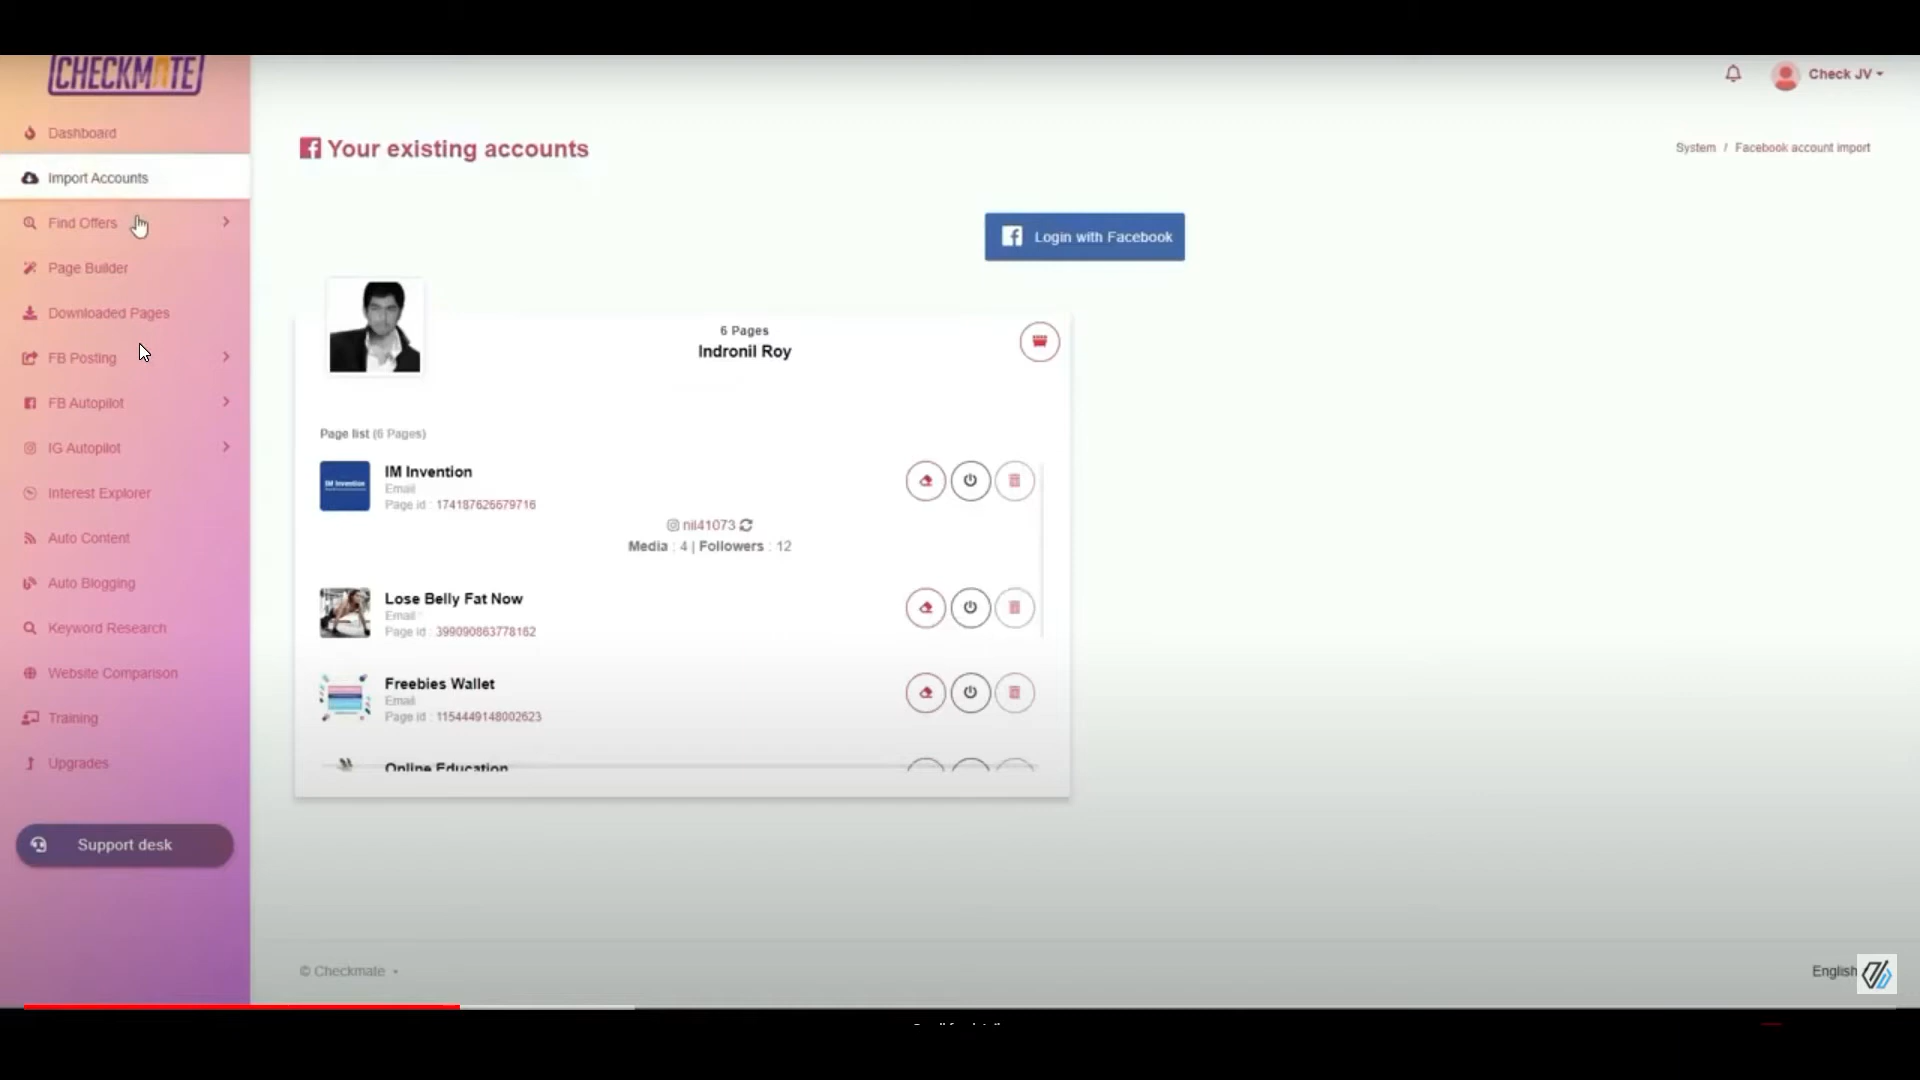 CHECKMATE
Check JV
Dashboard
Import Accounts
Find Offers
Page Builder
Downloaded Pages
FB Posting
FB Autopilot
IG Autopilot
Interest Explorer
Auto Content
Auto Blogging
Keyword Research
Website Comparison
Training
Upgrades
Support desk
Your existing accounts
System / Facebook account import
Login with Facebook
6 Pages
Indronil Roy
Page list (6 Pages)
IM Invention
IM Invention
Email
Page id : 174187626679716
nil41073
Media : 4 | Followers : 12
Lose Belly Fat Now
Email
Page id : 399090863778162
Freebies Wallet
Email
Page id : 1154449148002623
Online Education
© Checkmate
English